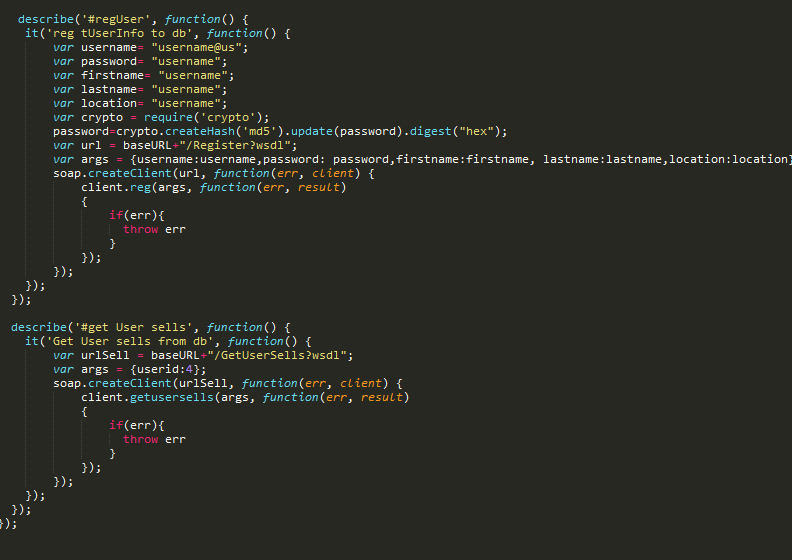 describe('#regUser', function() {
it('reg tUserInfo to db', function() {
var username= "username@us";
var password= "username";
var firstname= "username";
var lastname= "username";
var location= "username";
var crypto = require('crypto');
password=crypto.createHash('md5').update(password).digest("hex");
var url = baseURL+"/Register?wsdl";
var args = {username:username,password: password,firstname:firstname, lastname:lastname,location:location}
soap.createClient(url, function(err, client) {
client.reg(args, function(err, result)
{
if(err){
throw err
}
});
});
});
});
describe('#get User sells', function() {
it('Get User sells from db', function() {
var urlSell = baseURL+"/GetUserSells?wsdl";
var args = {userid:4};
soap.createClient(urlSell, function(err, client) {
client.getusersells(args, function(err, result)
{
if(err){
throw err
}
});
});
});
});
});